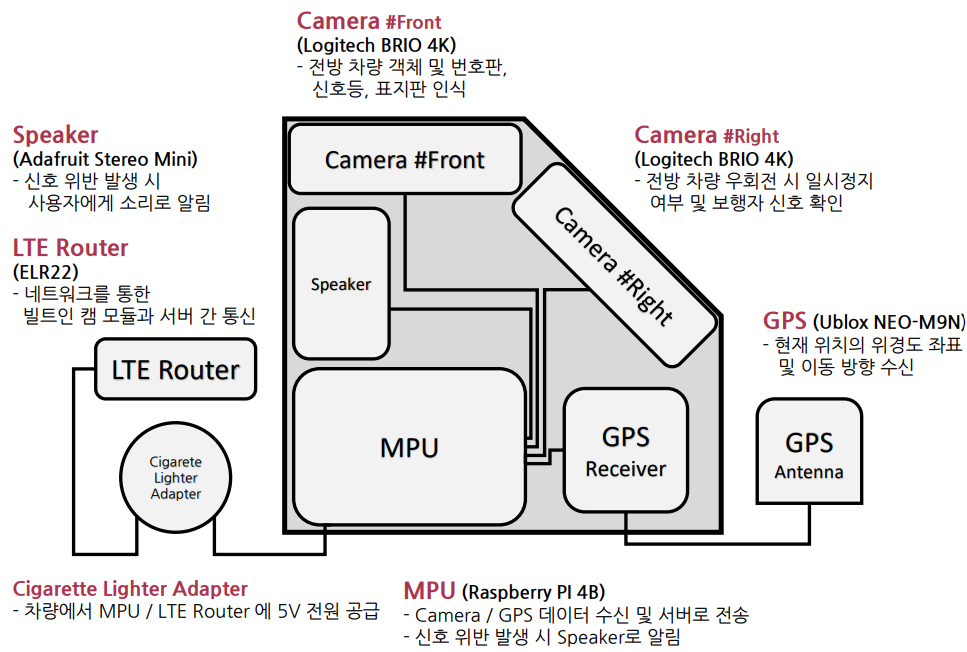 Camera #Front
(Logitech BRIO 4K)
- 전방 차량 객체 및 번호판,
신호등, 표지판 인식
Speaker
(Adafruit Stereo Mini)
- 신호 위반 발생 시
사용자에게 소리로 알림
LTE Router
(ELR22)
- 네트워크를 통한
빌트인 캠 모듈과 서버 간 통신
Camera #Front
Camera #Right
(Logitech BRIO 4K)
- 전방 차량 우회전 시 일시정지
여부 및 보행자 신호 확인
Camera #Right
Speaker
GPS (Ublox NEO-M9N)
- 현재 위치의 위경도 좌표
및 이동 방향 수신
LTE Router
MPU
GPS
Receiver
GPS
Antenna
Cigarete
Lighter
Adapter
Cigarette Lighter Adapter
- 차량에서 MPU / LTE Router 에 5V 전원 공급
MPU (Raspberry PI 4B)
- Camera / GPS 데이터 수신 및 서버로 전송
- 신호 위반 발생 시 Speaker로 알림